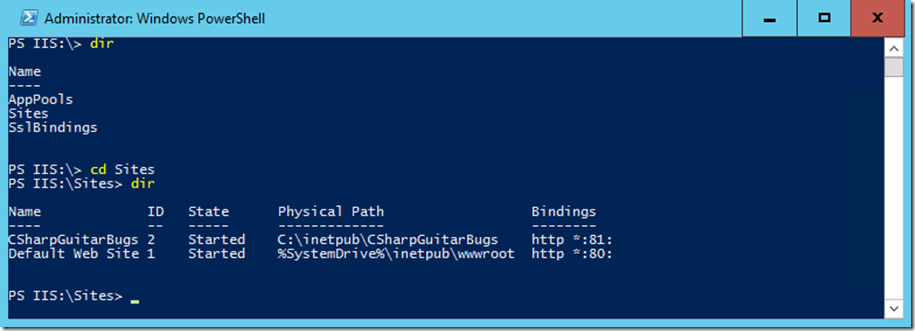 Administrator: Windows PowerShell
PS IIS:\> dir
Name
----
AppPools
Sites
SslBindings
PS IIS:\> cd Sites
PS IIS:\Sites> dir
Name             ID   State      Physical Path                  Bindings
----             --   -----      -------------                  --------
CSharpGuitarBugs 2    Started    C:\inetpub\CSharpGuitarBugs    http *:81:
Default Web Site 1    Started    %SystemDrive%\inetpub\wwwroot  http *:80:
PS IIS:\Sites> _